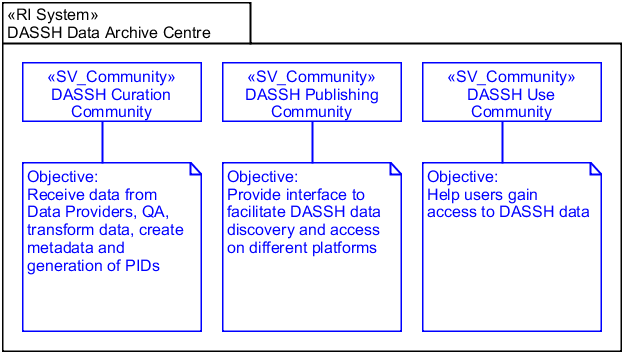 «RI System»
DASSH Data Archive Centre
«SV_Community»
DASSH Curation
Community
Objective:
Receive data from
Data Providers, QA,
transform data, create
metadata and
generation of PIDs
«SV_Community»
DASSH Publishing
Community
Objective:
Provide interface to
facilitate DASSH data
discovery and access
on different platforms
«SV_Community»
DASSH Use
Community
Objective:
Help users gain
access to DASSH data